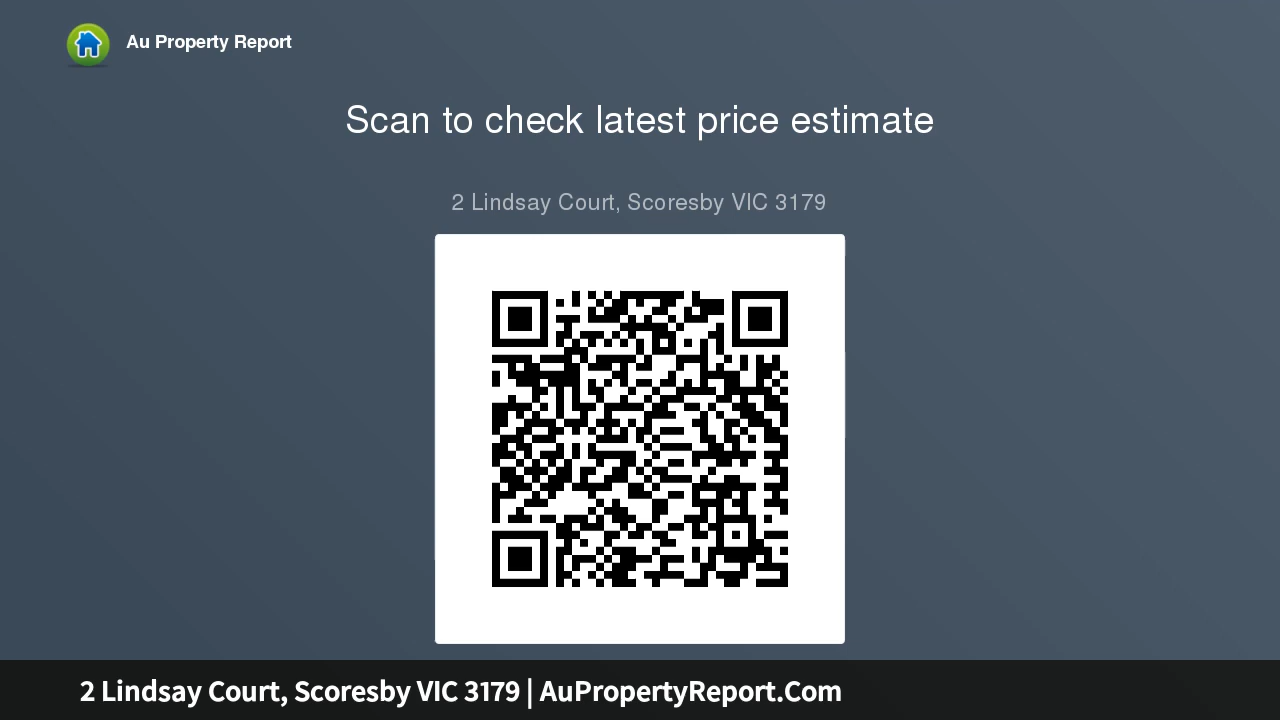 Au Property Report
Scan to check latest price estimate
2 Lindsay Court, Scoresby VIC 3179
2 Lindsay Court, Scoresby VIC 3179 | AuPropertyReport.Com